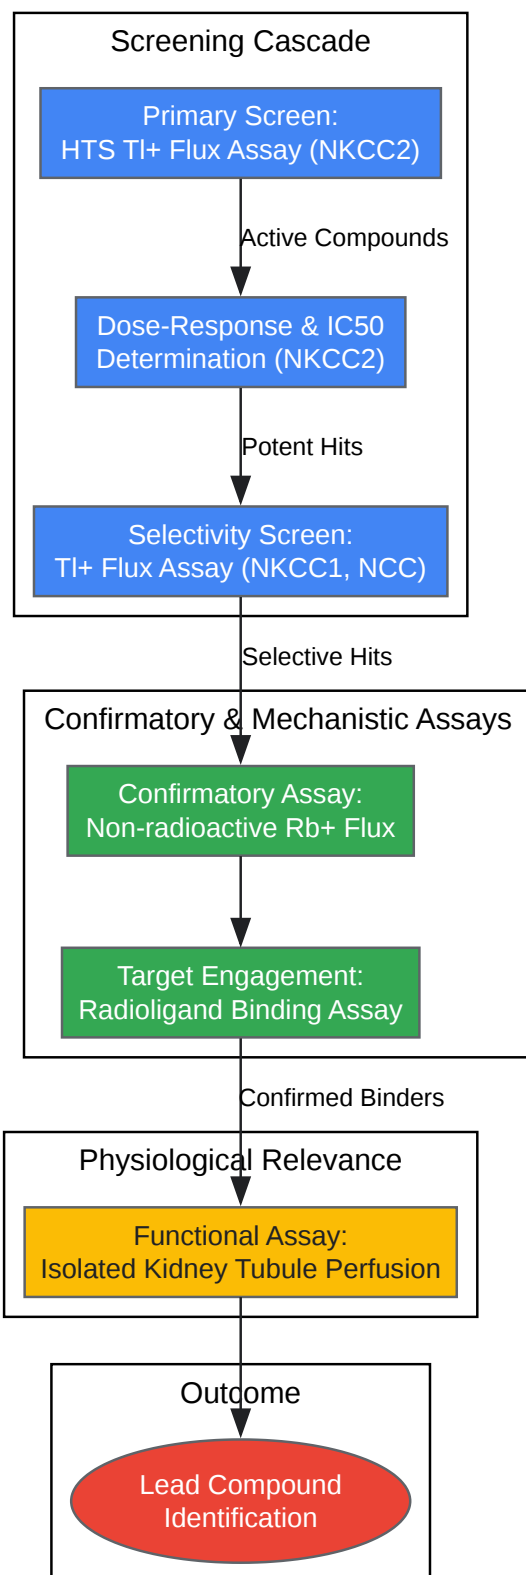 Screening Cascade
Primary Screen:
HTS Tl+ Flux Assay (NKCC2)
Active Compounds
Dose-Response & IC50
Determination (NKCC2)
Potent Hits
Selectivity Screen:
Tl+ Flux Assay (NKCC1, NCC)
Selective Hits
Confirmatory & Mechanistic Assays
Confirmatory Assay:
Non-radioactive Rb+ Flux
Target Engagement:
Radioligand Binding Assay
Confirmed Binders
Physiological Relevance
Functional Assay:
Isolated Kidney Tubule Perfusion
Outcome
Lead Compound
Identification